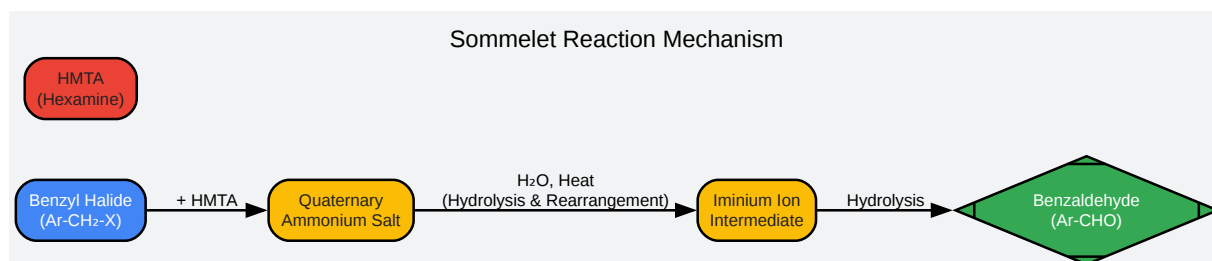 Sommelet Reaction Mechanism
HMTA
(Hexamine)
Benzyl Halide
(Ar-CH₂-X)
+ HMTA
Quaternary
Ammonium Salt
H₂O, Heat
(Hydrolysis & Rearrangement)
Iminium Ion
Intermediate
Hydrolysis
Benzaldehyde
(Ar-CHO)